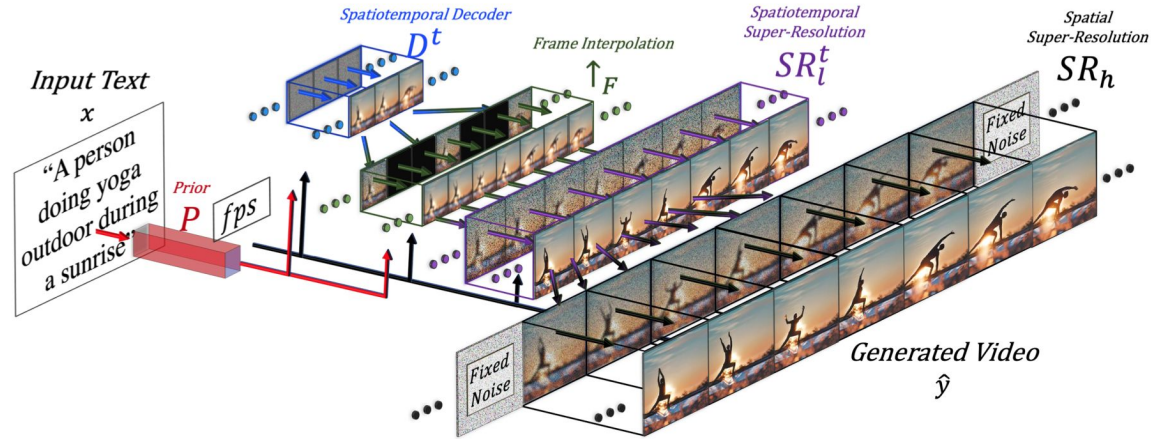 Spatiotemporal Decoder
D^t
Frame Interpolation
↑_F
Spatiotemporal
Super-Resolution
SR_l^t
Spatial
Super-Resolution
SR_h
Input Text
x
“A person
doing yoga
outdoor during
a sunrise”
Prior
P
fps
Fixed
Noise
Fixed
Noise
Generated Video
ŷ